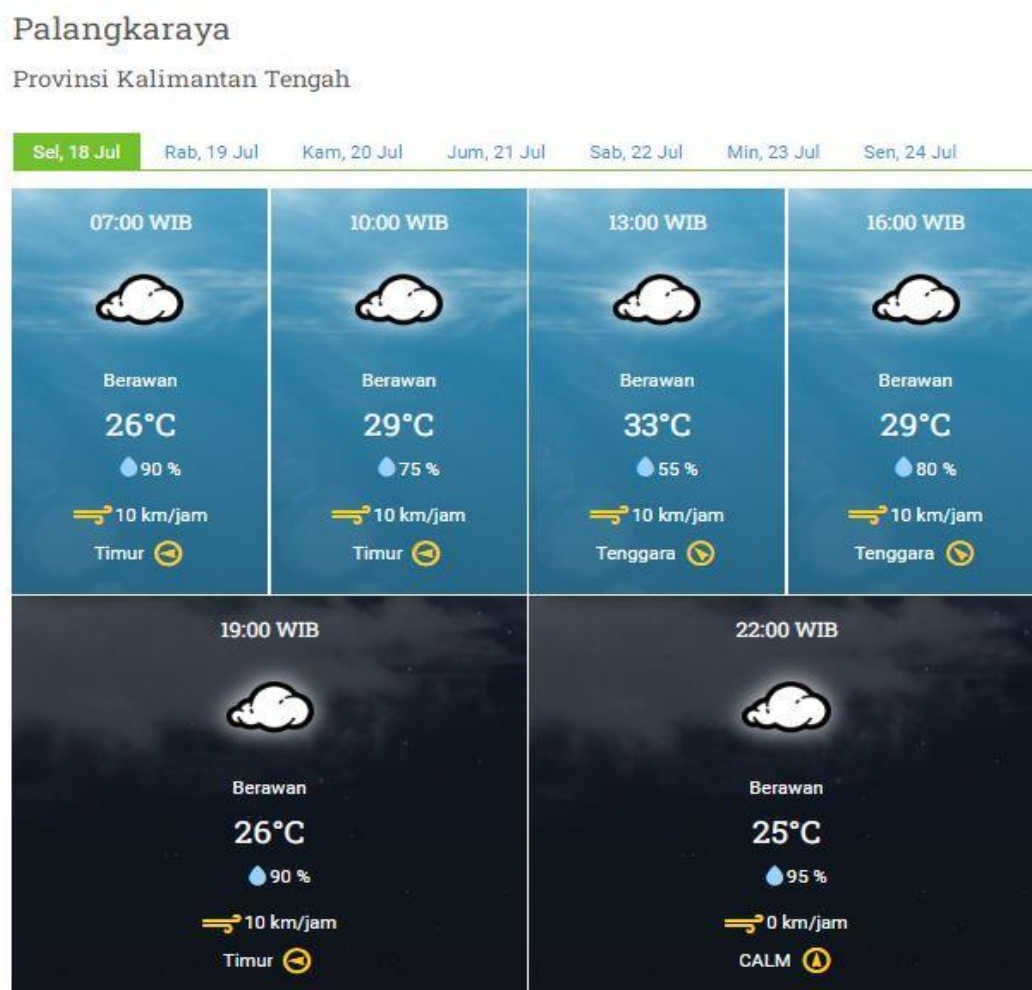 Palangkaraya
Provinsi Kalimantan Tengah
Sel, 18 Jul Rab, 19 Jul Kam, 20 Jul Jum, 21 Jul Sab, 22 Jul Min, 23 Jul Sen, 24 Jul
07:00 WIB
Berawan
26°C
90 %
10 km/jam
Timur
10:00 WIB
Berawan
29°C
75 %
10 km/jam
Timur
13:00 WIB
Berawan
33°C
55 %
10 km/jam
Tenggara
16:00 WIB
Berawan
29°C
80 %
10 km/jam
Tenggara
19:00 WIB
Berawan
26°C
90 %
10 km/jam
Timur
22:00 WIB
Berawan
25°C
95 %
0 km/jam
CALM